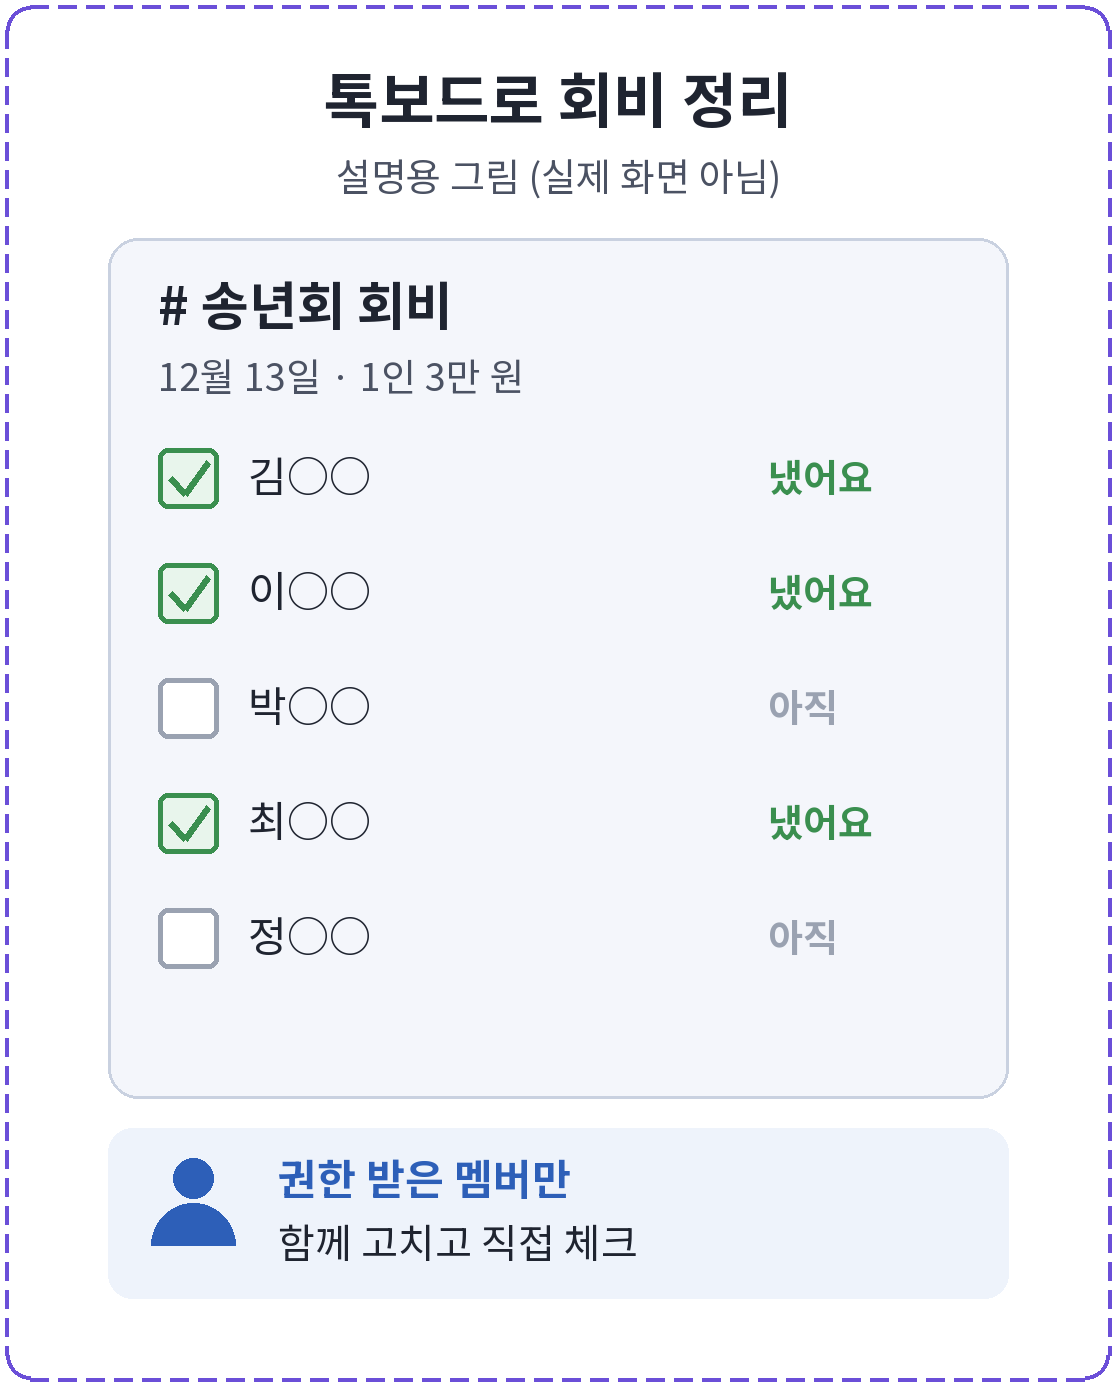 톡보드로 회비 정리
설명용 그림 (실제 화면 아님)
# 송년회 회비
12월 13일 · 1인 3만 원
김○○ 냈어요
이○○ 냈어요
박○○ 아직
최○○ 냈어요
정○○ 아직
권한 받은 멤버만
함께 고치고 직접 체크